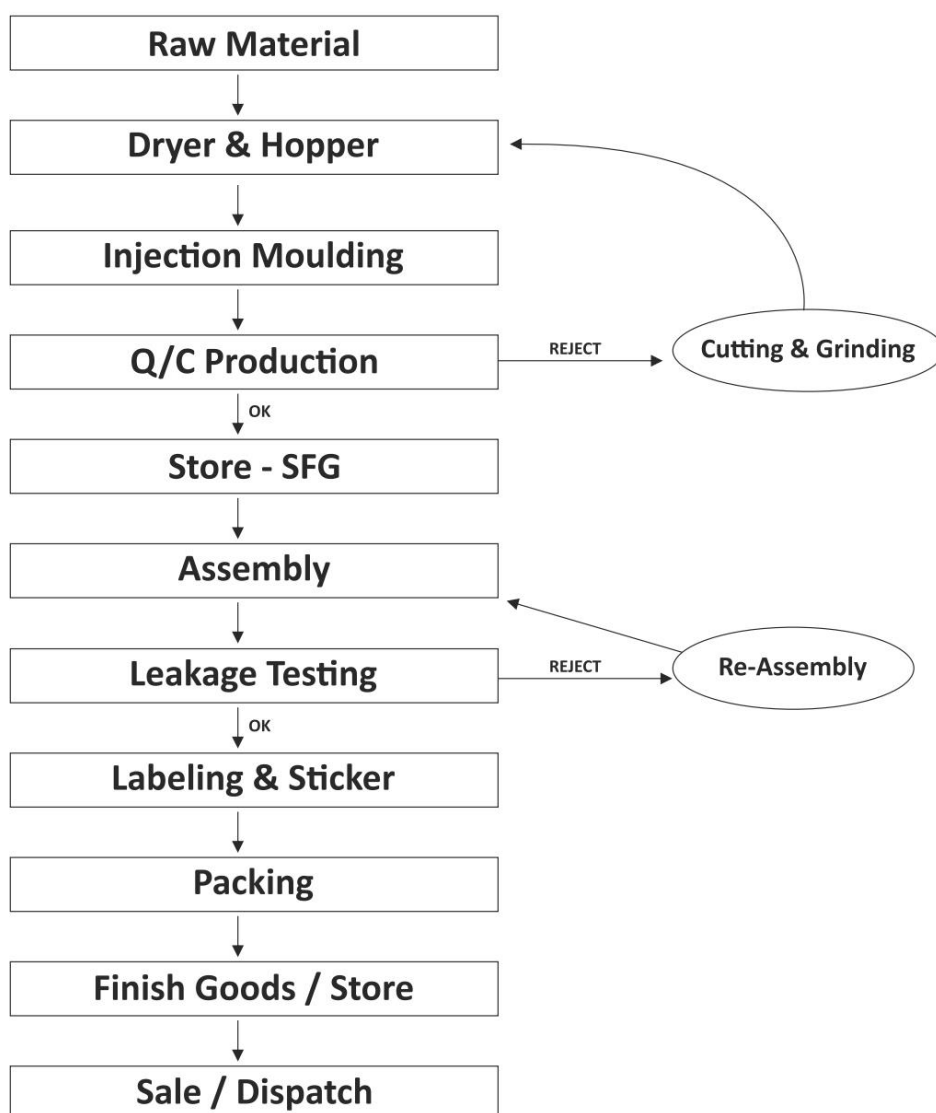 Raw Material
Dryer & Hopper
Injection Moulding
Q/C Production
REJECT
Cutting & Grinding
OK
Store - SFG
Assembly
Leakage Testing
REJECT
Re-Assembly
OK
Labeling & Sticker
Packing
Finish Goods / Store
Sale / Dispatch